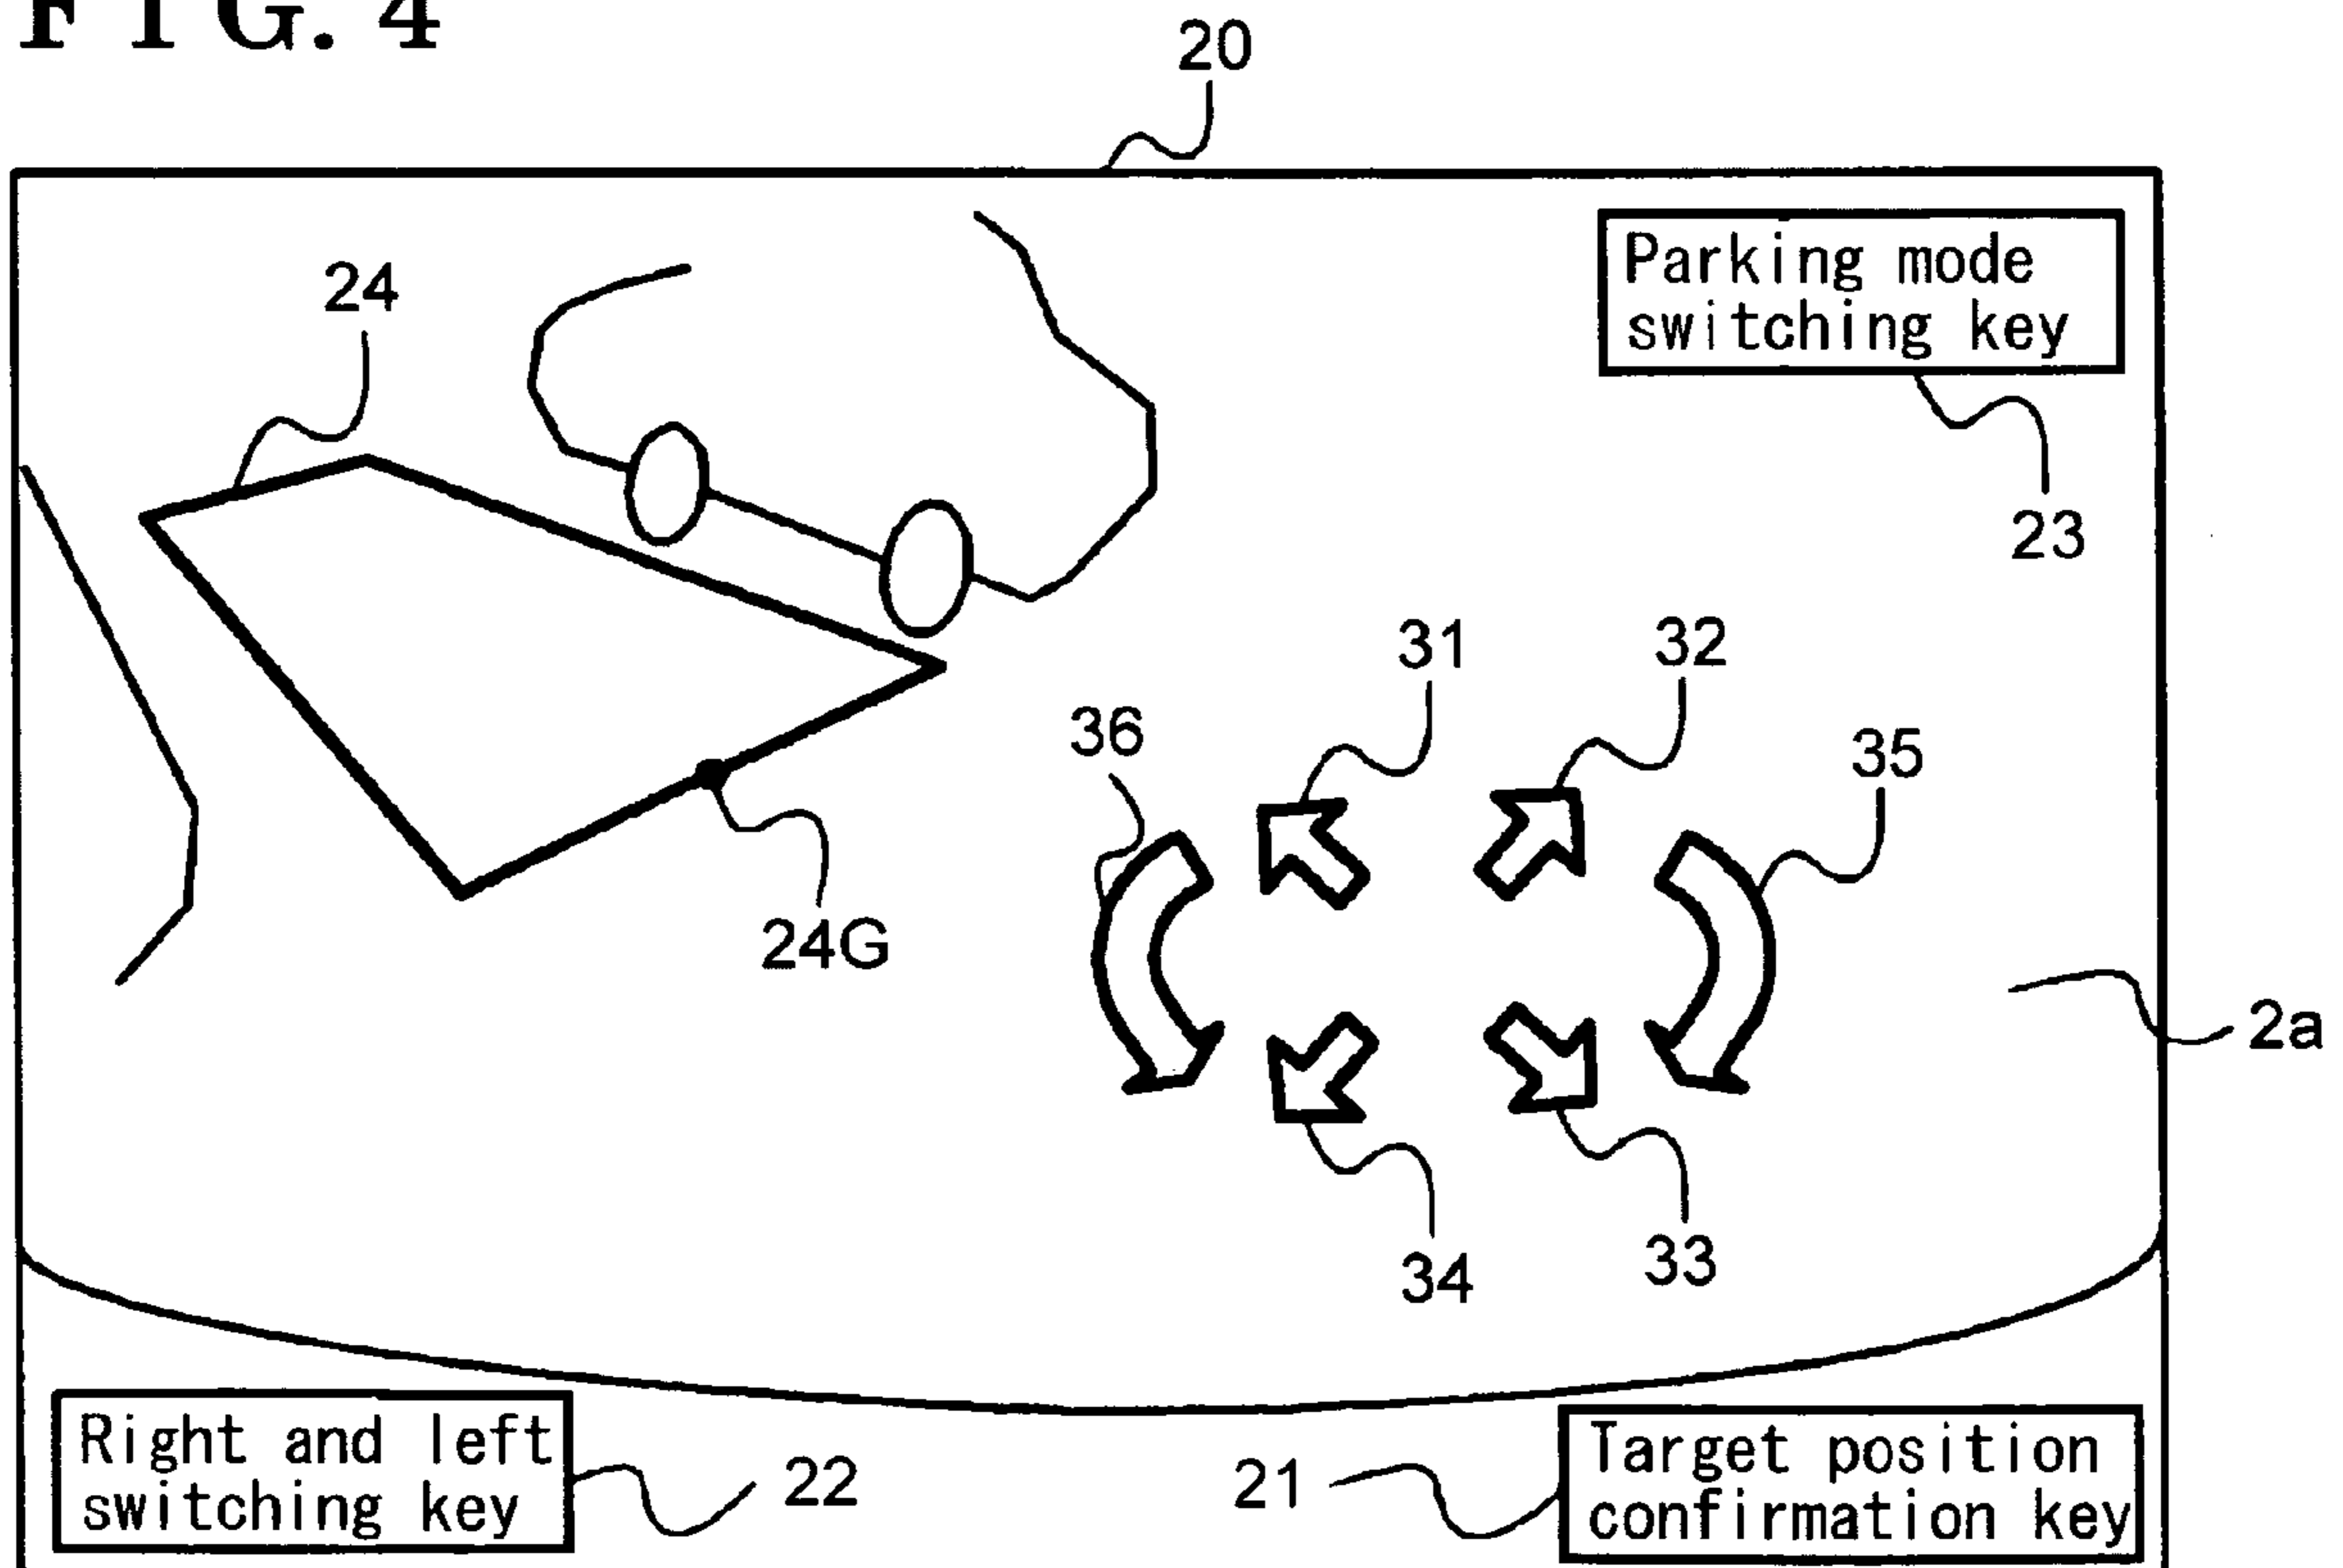 FIG. 4
20
24
Parking mode
switching key
23
31
32
36
35
24G
2a
34
33
Right and left
switching key
22
21
Target position
confirmation key